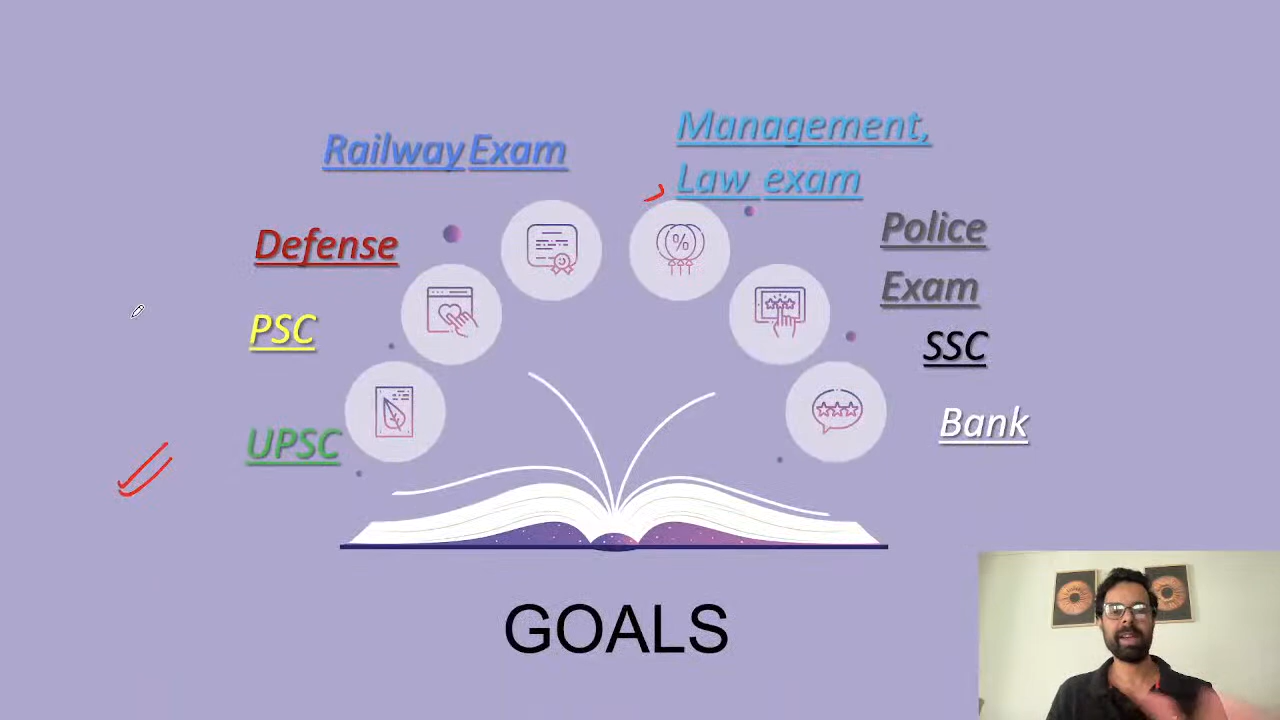 Railway Exam
Management,
Law exam
Defense
Police
Exam
PSC
SSC
UPSC
Bank
%
GOALS